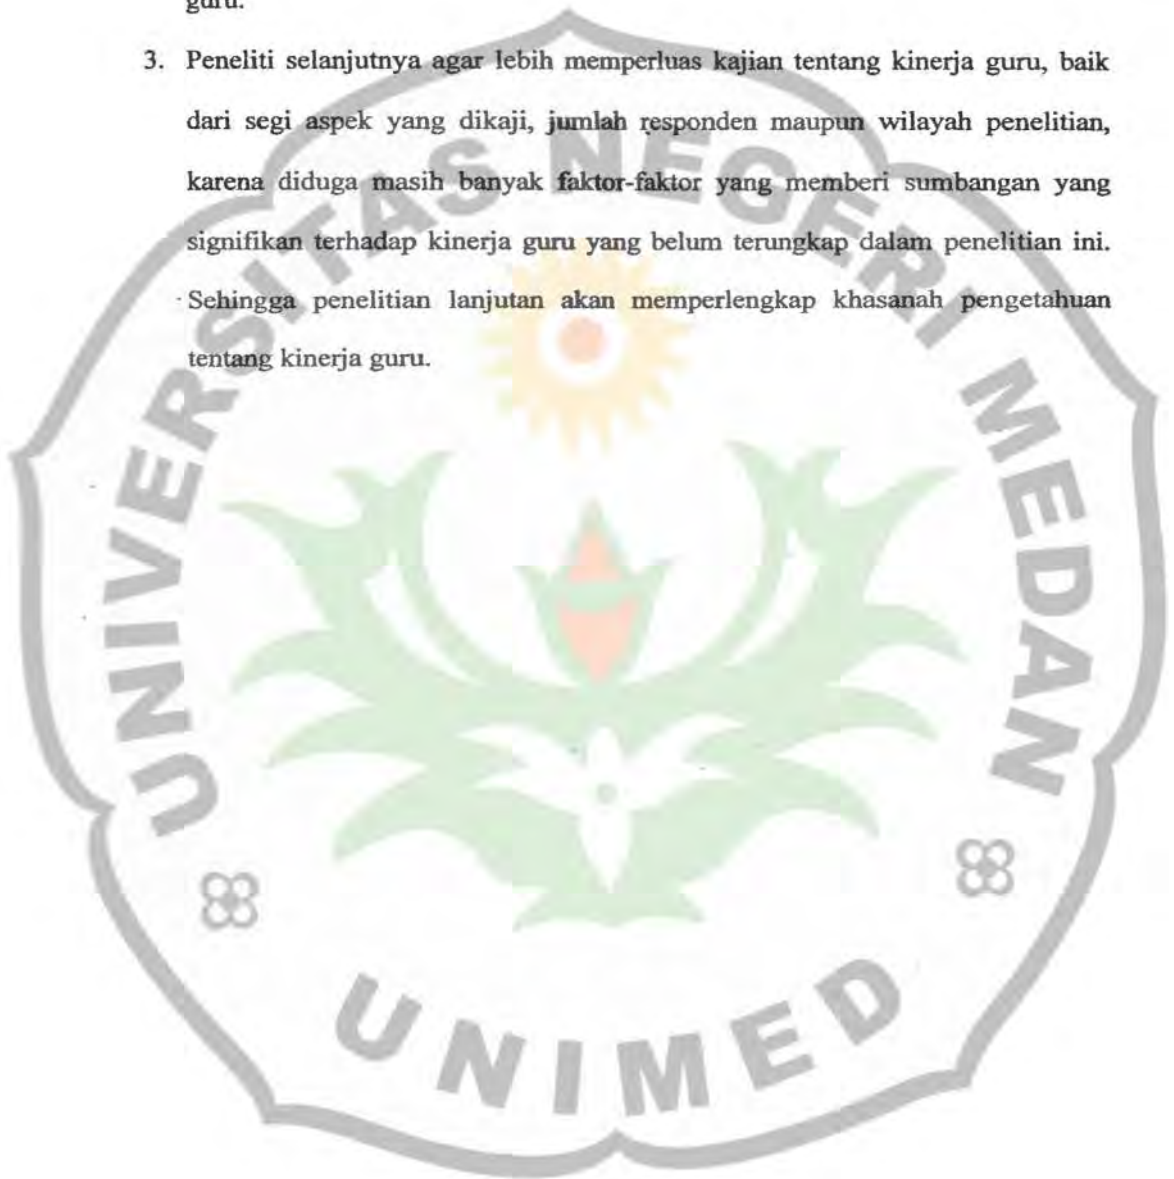 guru.
3. Peneliti selanjutnya agar lebih memperluas kajian tentang kinerja guru, baik
dari segi aspek yang dikaji, jumlah responden maupun wilayah penelitian,
karena diduga masih banyak faktor-faktor yang memberi sumbangan yang
signifikan terhadap kinerja guru yang belum terungkap dalam penelitian ini.
Sehingga penelitian lanjutan akan memperlengkap khasanah pengetahuan
tentang kinerja guru.
UNIVERSITAS NEGERI MEDAN
UNIMED